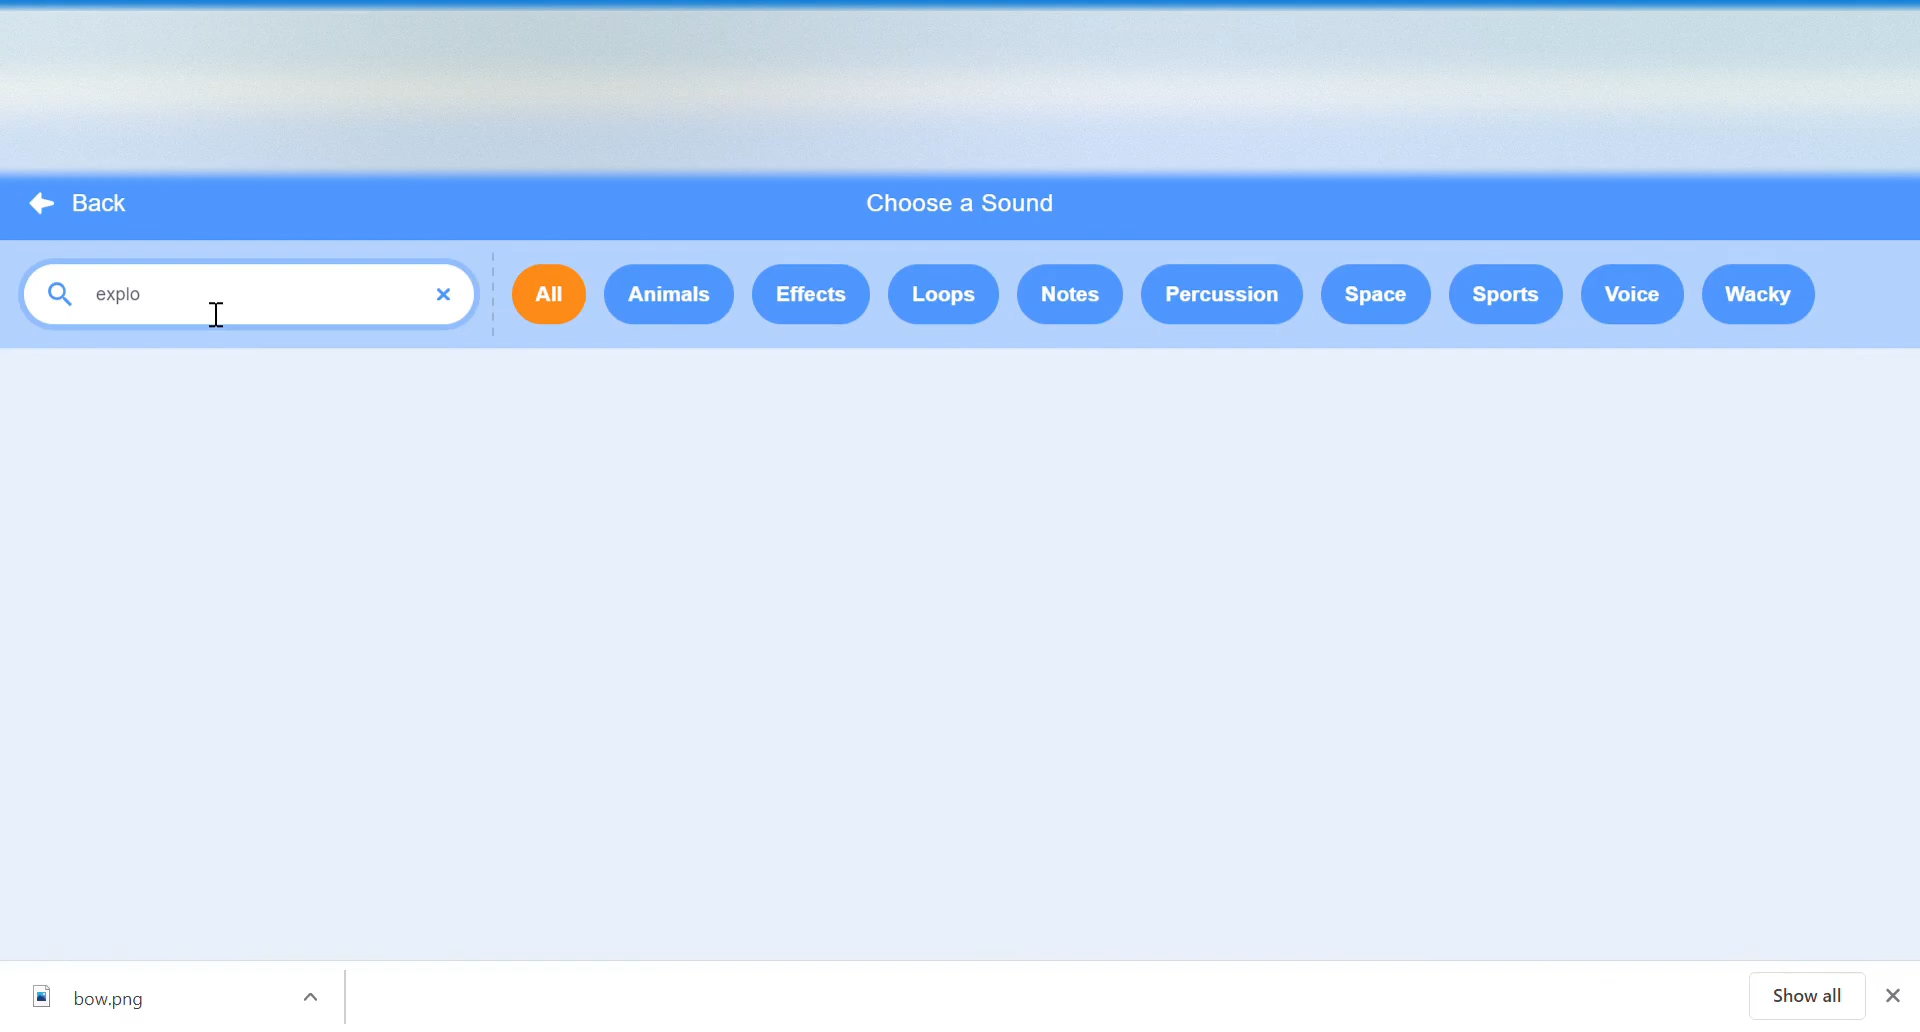 Back
Choose a Sound
explo
All
Animals
Effects
Loops
Notes
Percussion
Space
Sports
Voice
Wacky
bow.png
Show all